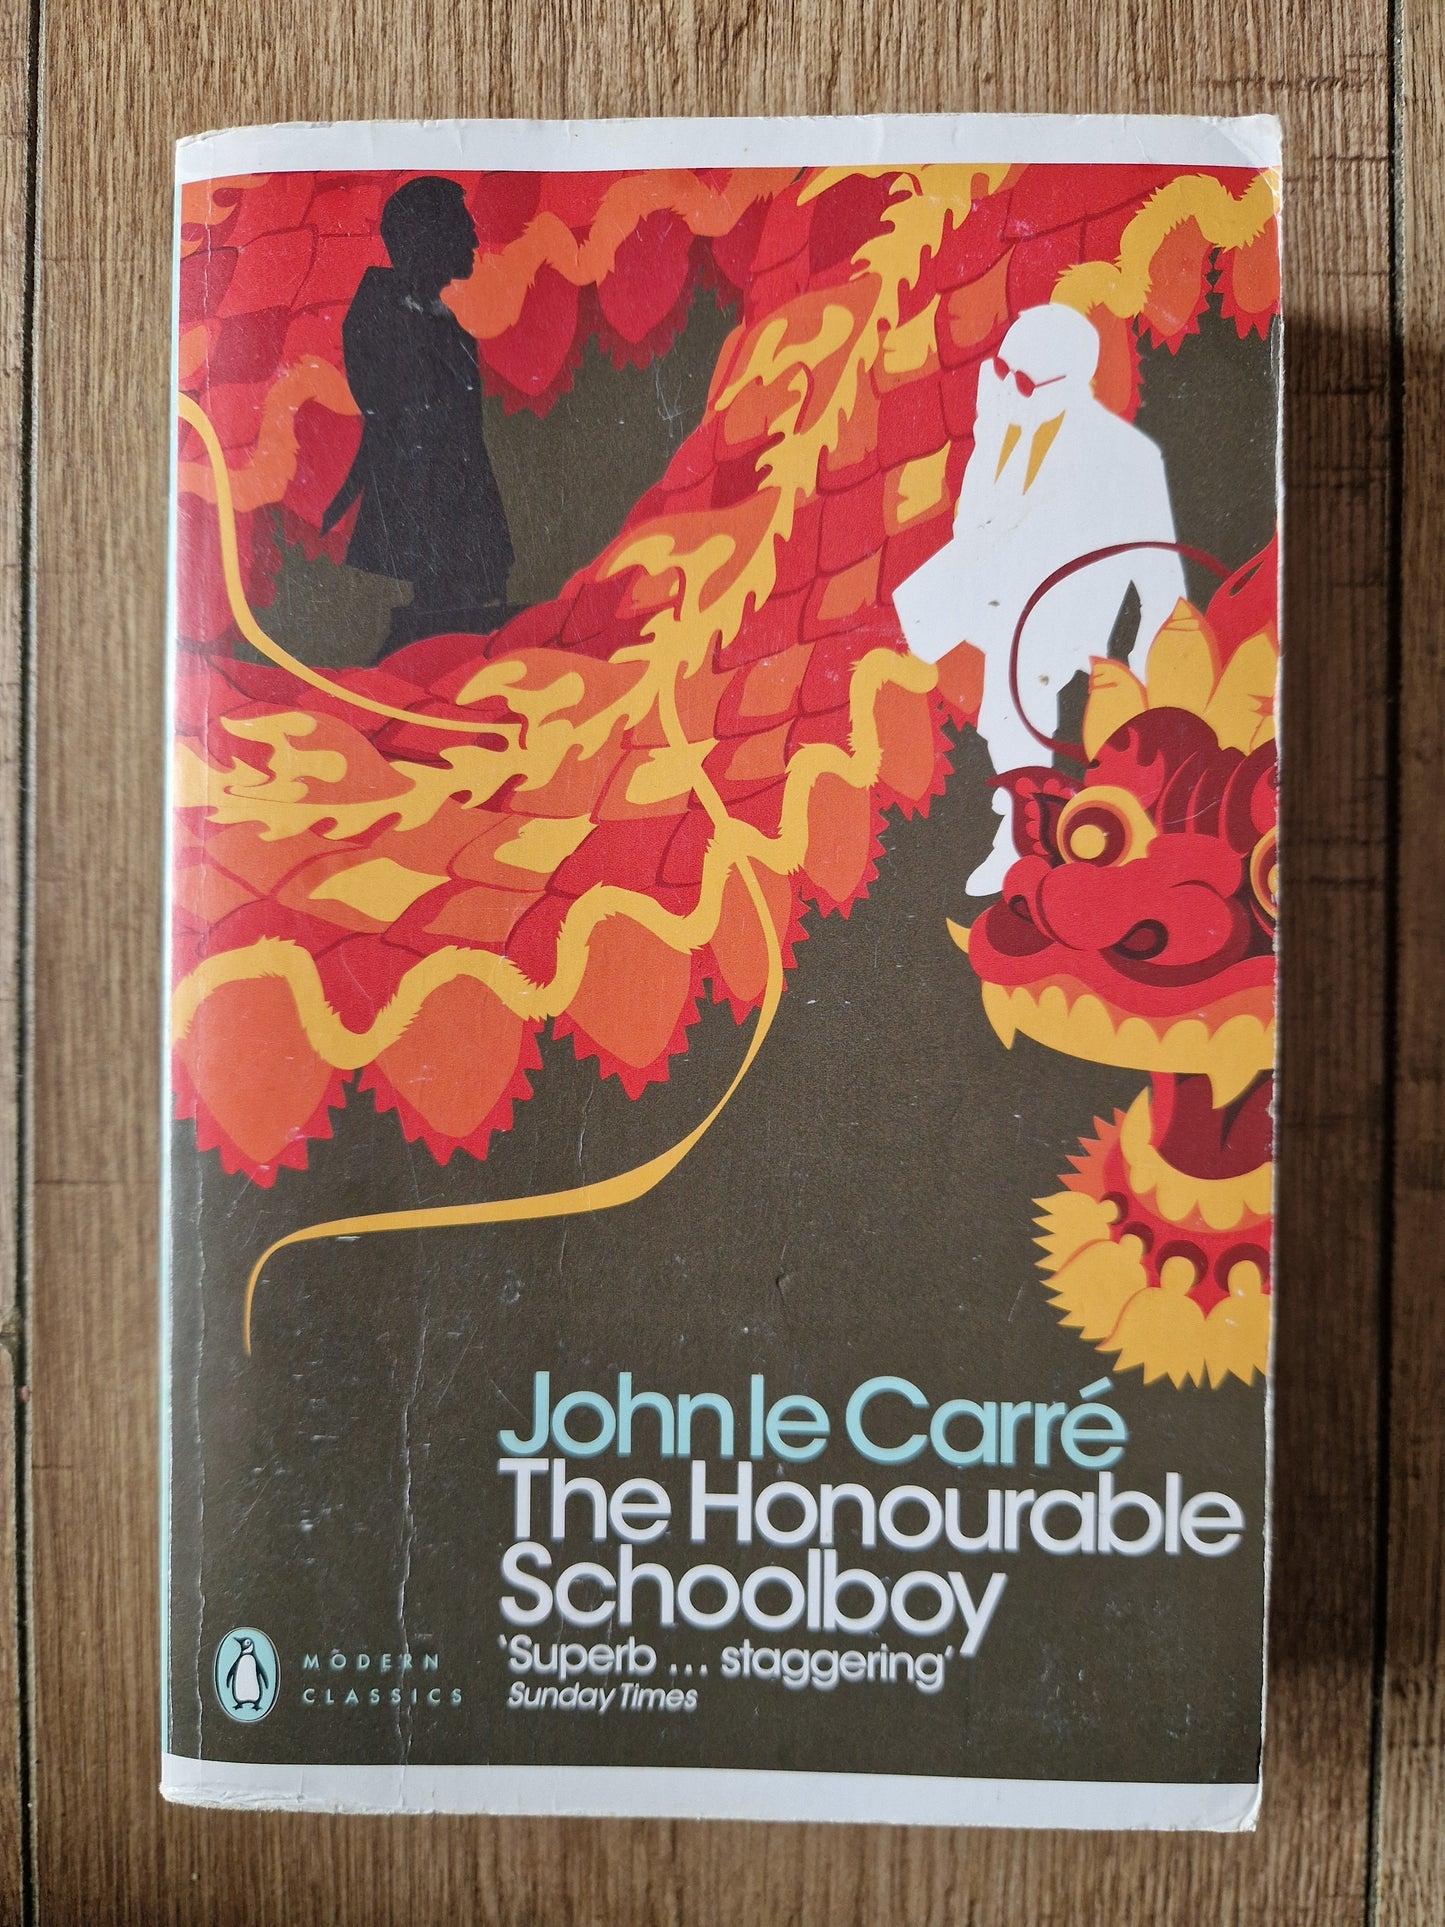 John le Carré
The Honourable
Schoolboy
‘Superb ... staggering’
Sunday Times
MODERN
CLASSICS